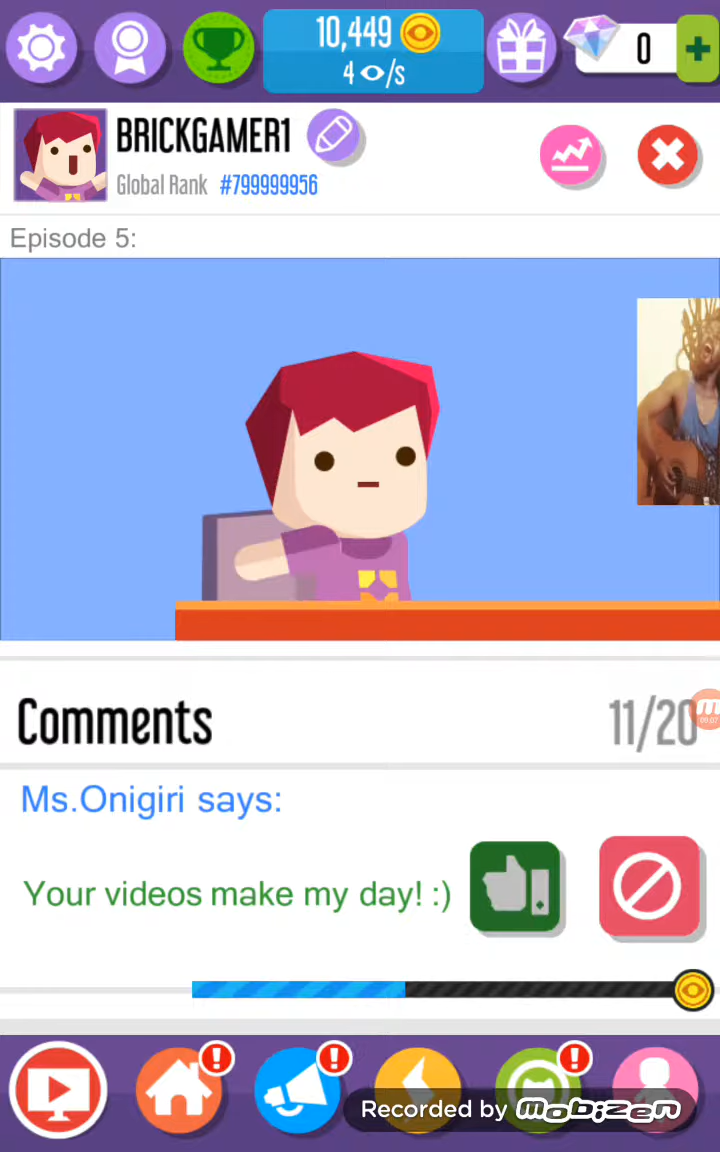 10,449
4 /s
0
BRICKGAMER1
Global Rank #799999956
Episode 5:
Comments
11/20
Ms.Onigiri says:
Your videos make my day! :)
Recorded by mobizen